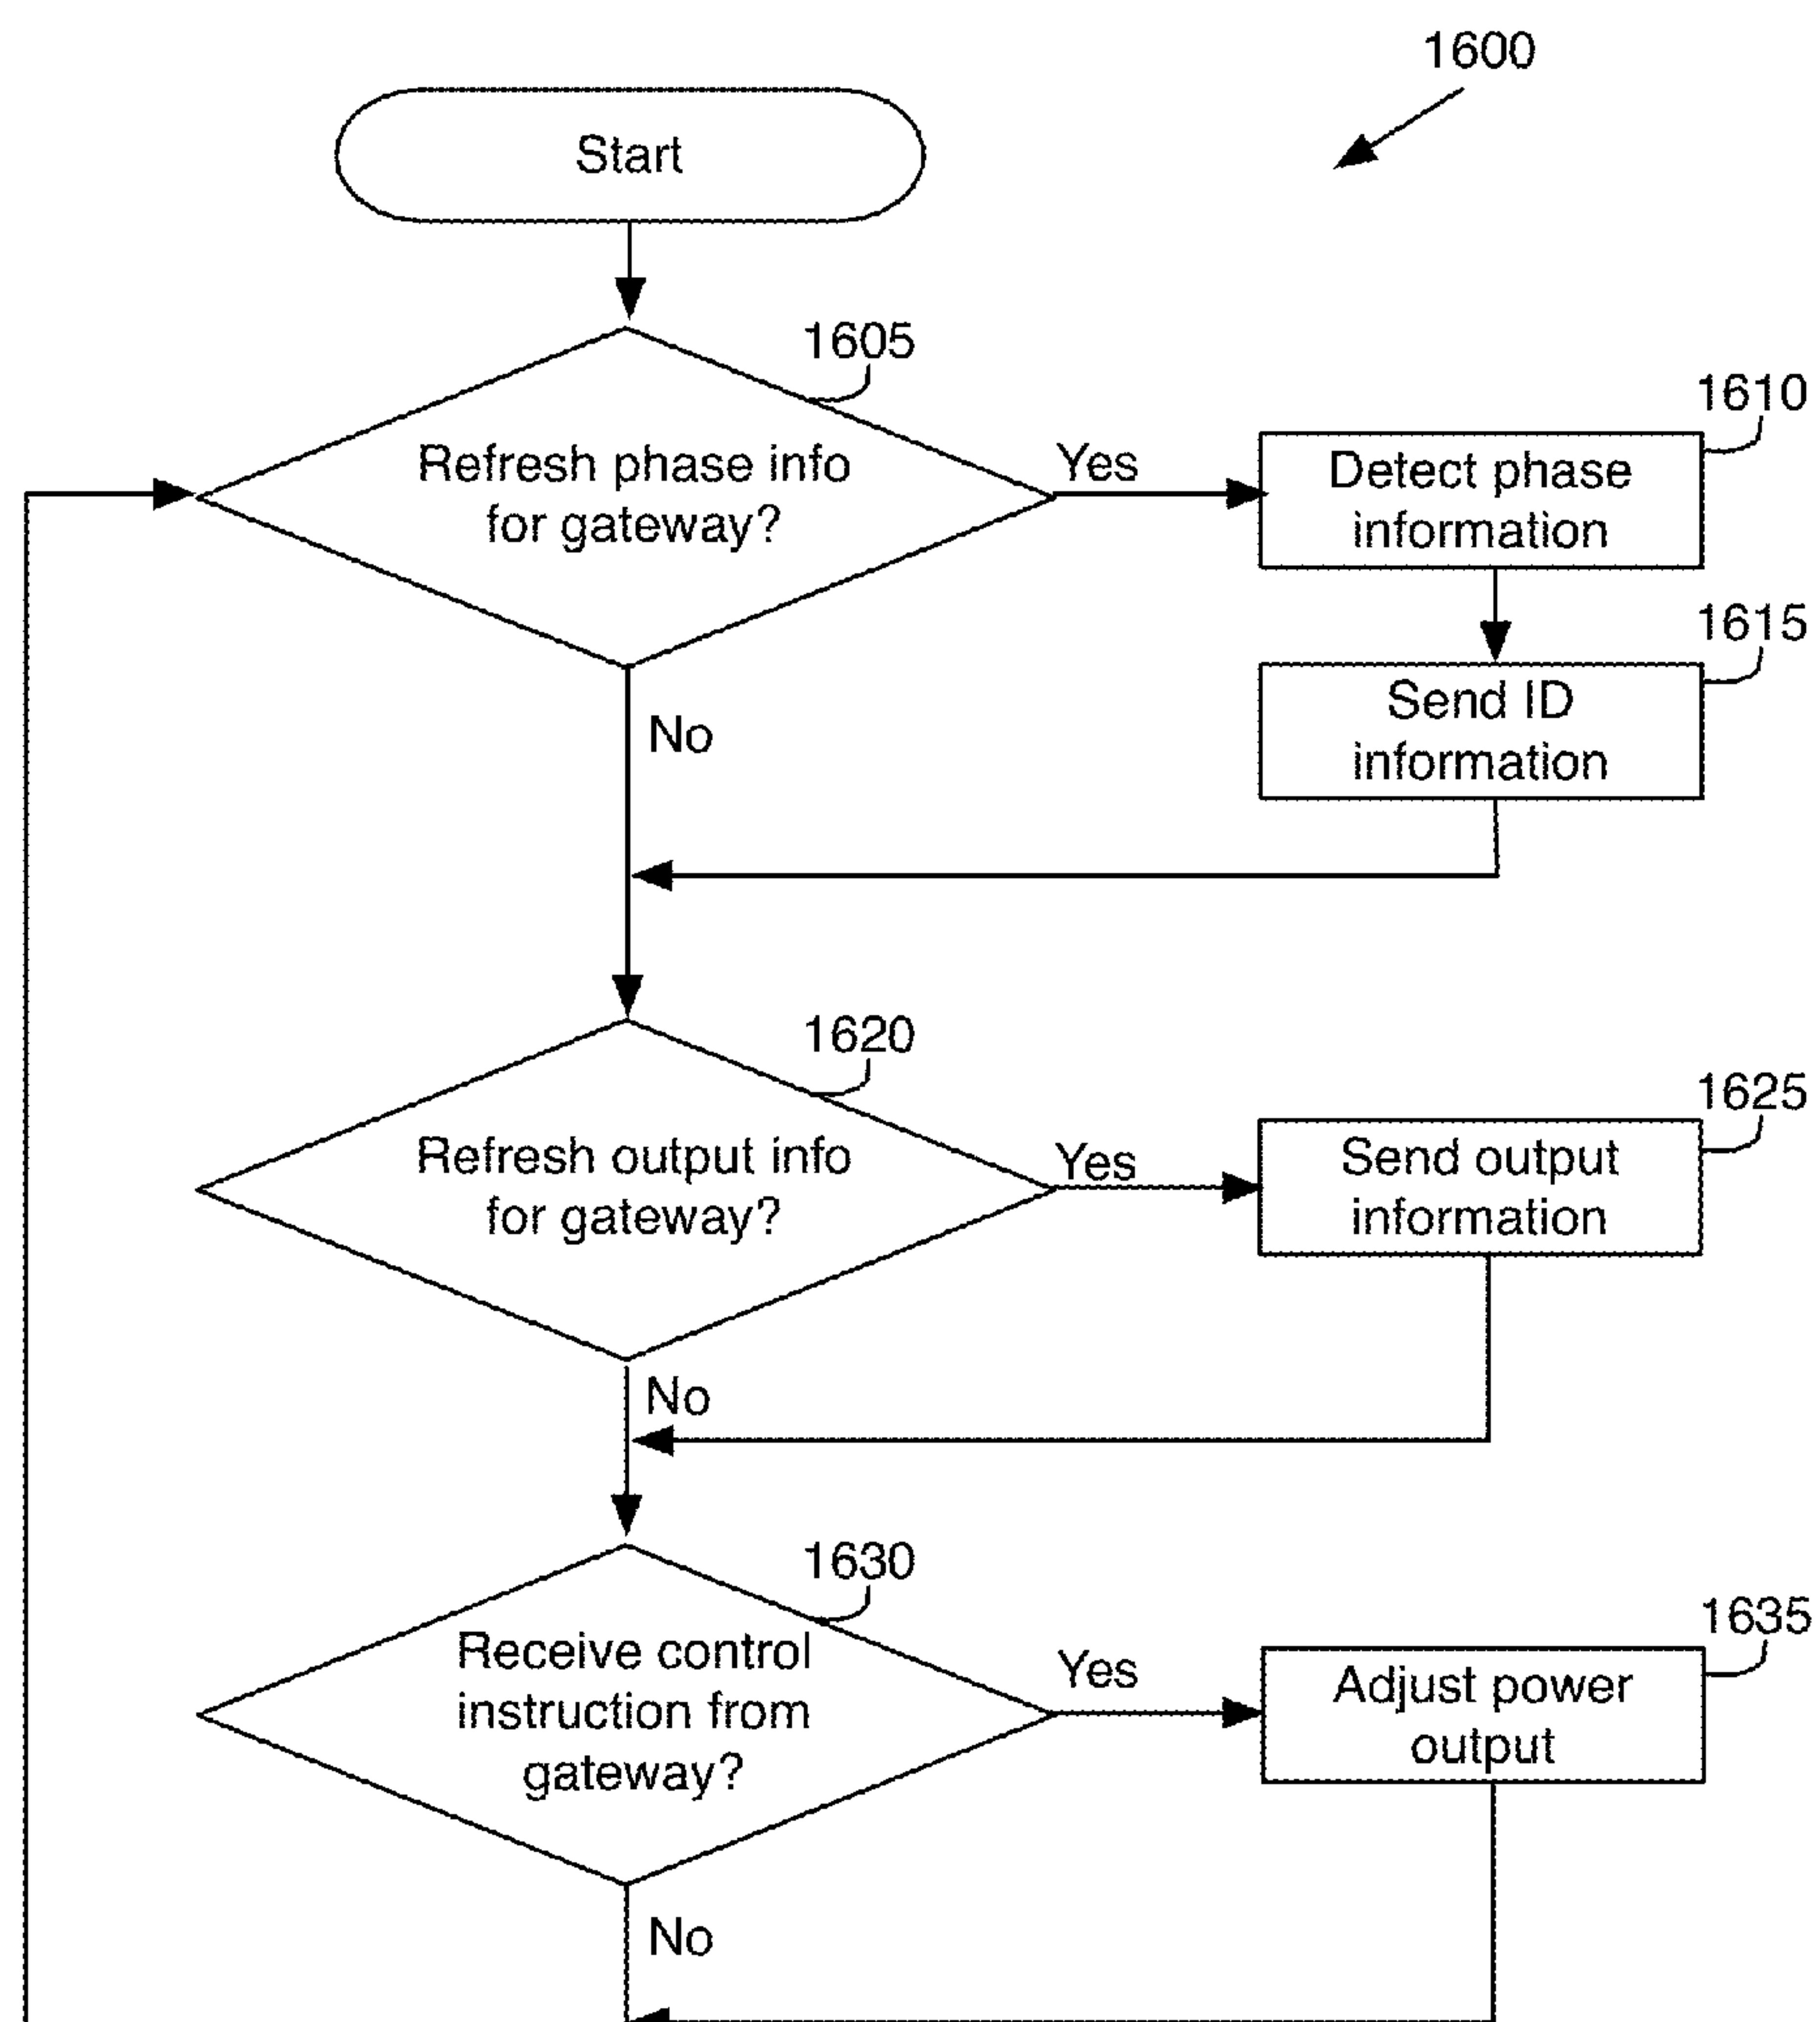 1600
Start
1605
Refresh phase info
for gateway?
Yes
1610
Detect phase
information
1615
Send ID
information
No
1620
Refresh output info
for gateway?
Yes
1625
Send output
information
No
1630
Receive control
instruction from
gateway?
Yes
1635
Adjust power
output
No